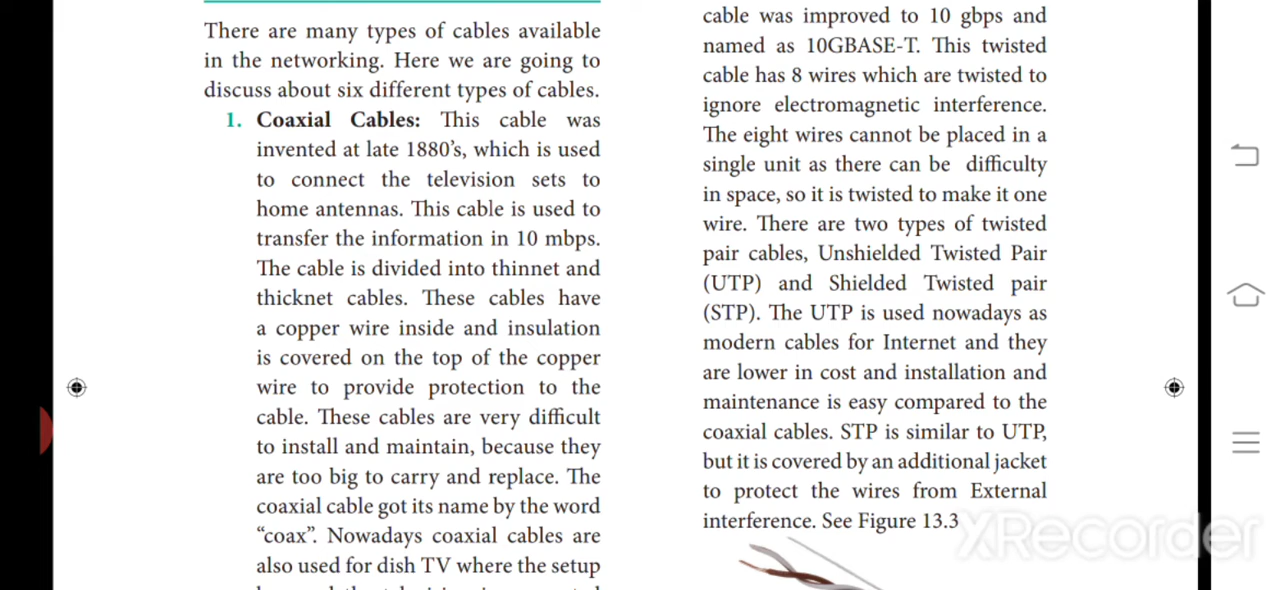 There are many types of cables available
in the networking. Here we are going to
discuss about six different types of cables.
1. Coaxial Cables: This cable was
invented at late 1880’s, which is used
to connect the television sets to
home antennas. This cable is used to
transfer the information in 10 mbps.
The cable is divided into thinnet and
thicknet cables. These cables have
a copper wire inside and insulation
is covered on the top of the copper
wire to provide protection to the
cable. These cables are very difficult
to install and maintain, because they
are too big to carry and replace. The
coaxial cable got its name by the word
“coax”. Nowadays coaxial cables are
also used for dish TV where the setup
cable was improved to 10 gbps and
named as 10GBASE-T. This twisted
cable has 8 wires which are twisted to
ignore electromagnetic interference.
The eight wires cannot be placed in a
single unit as there can be difficulty
in space, so it is twisted to make it one
wire. There are two types of twisted
pair cables, Unshielded Twisted Pair
(UTP) and Shielded Twisted pair
(STP). The UTP is used nowadays as
modern cables for Internet and they
are lower in cost and installation and
maintenance is easy compared to the
coaxial cables. STP is similar to UTP,
but it is covered by an additional jacket
to protect the wires from External
interference. See Figure 13.3
XRecorder